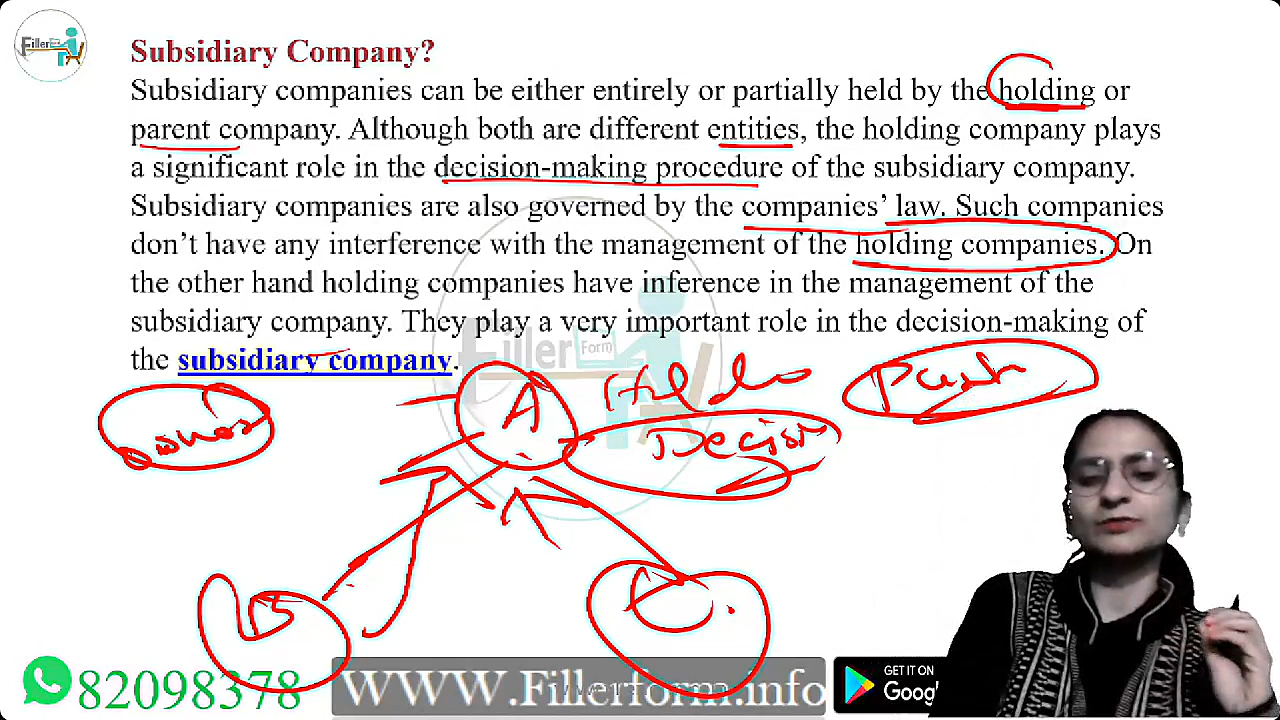 FillerForm
Subsidiary Company?
Subsidiary companies can be either entirely or partially held by the holding or
parent company. Although both are different entities, the holding company plays
a significant role in the decision-making procedure of the subsidiary company.
Subsidiary companies are also governed by the companies’ law. Such companies
don’t have any interference with the management of the holding companies. On
the other hand holding companies have inference in the management of the
subsidiary company. They play a very important role in the decision-making of
the subsidiary company.
Filler Form
A
Decision
B
82098378
WWW.Fillerform.info
GET IT ON
Googl